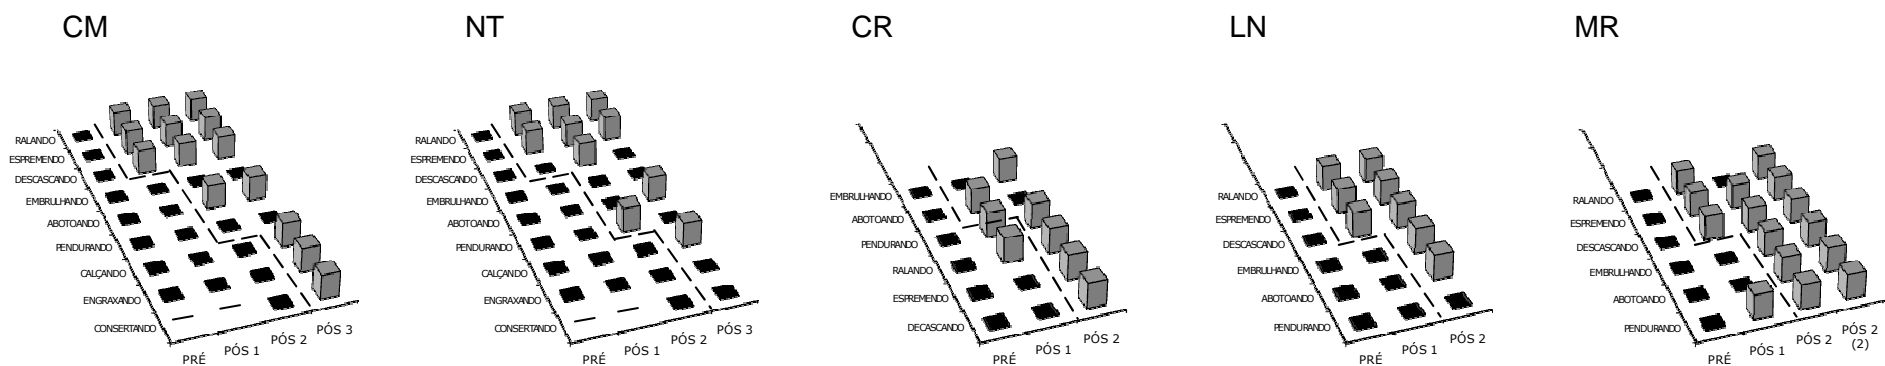 CM
NT
CR
LN
MR
RALANDO
ESPREMENDO
DESCASCANDO
EMBRULHANDO
ABOTOANDO
PENDURANDO
CALÇANDO
ENGRAXANDO
CONSERTANDO
PRÉ
PÓS 1
PÓS 2
PÓS 3
RALANDO
ESPREMENDO
DESCASCANDO
EMBRULHANDO
ABOTOANDO
PENDURANDO
CALÇANDO
ENGRAXANDO
CONSERTANDO
PRÉ
PÓS 1
PÓS 2
PÓS 3
EMBRULHANDO
ABOTOANDO
PENDURANDO
RALANDO
ESPREMENDO
DECASCANDO
PRÉ
PÓS 1
PÓS 2
RALANDO
ESPREMENDO
DESCASCANDO
EMBRULHANDO
ABOTOANDO
PENDURANDO
PRÉ
PÓS 1
PÓS 2
RALANDO
ESPREMENDO
DESCASCANDO
EMBRULHANDO
ABOTOANDO
PENDURANDO
PRÉ
PÓS 1
PÓS 2
PÓS 2
(2)